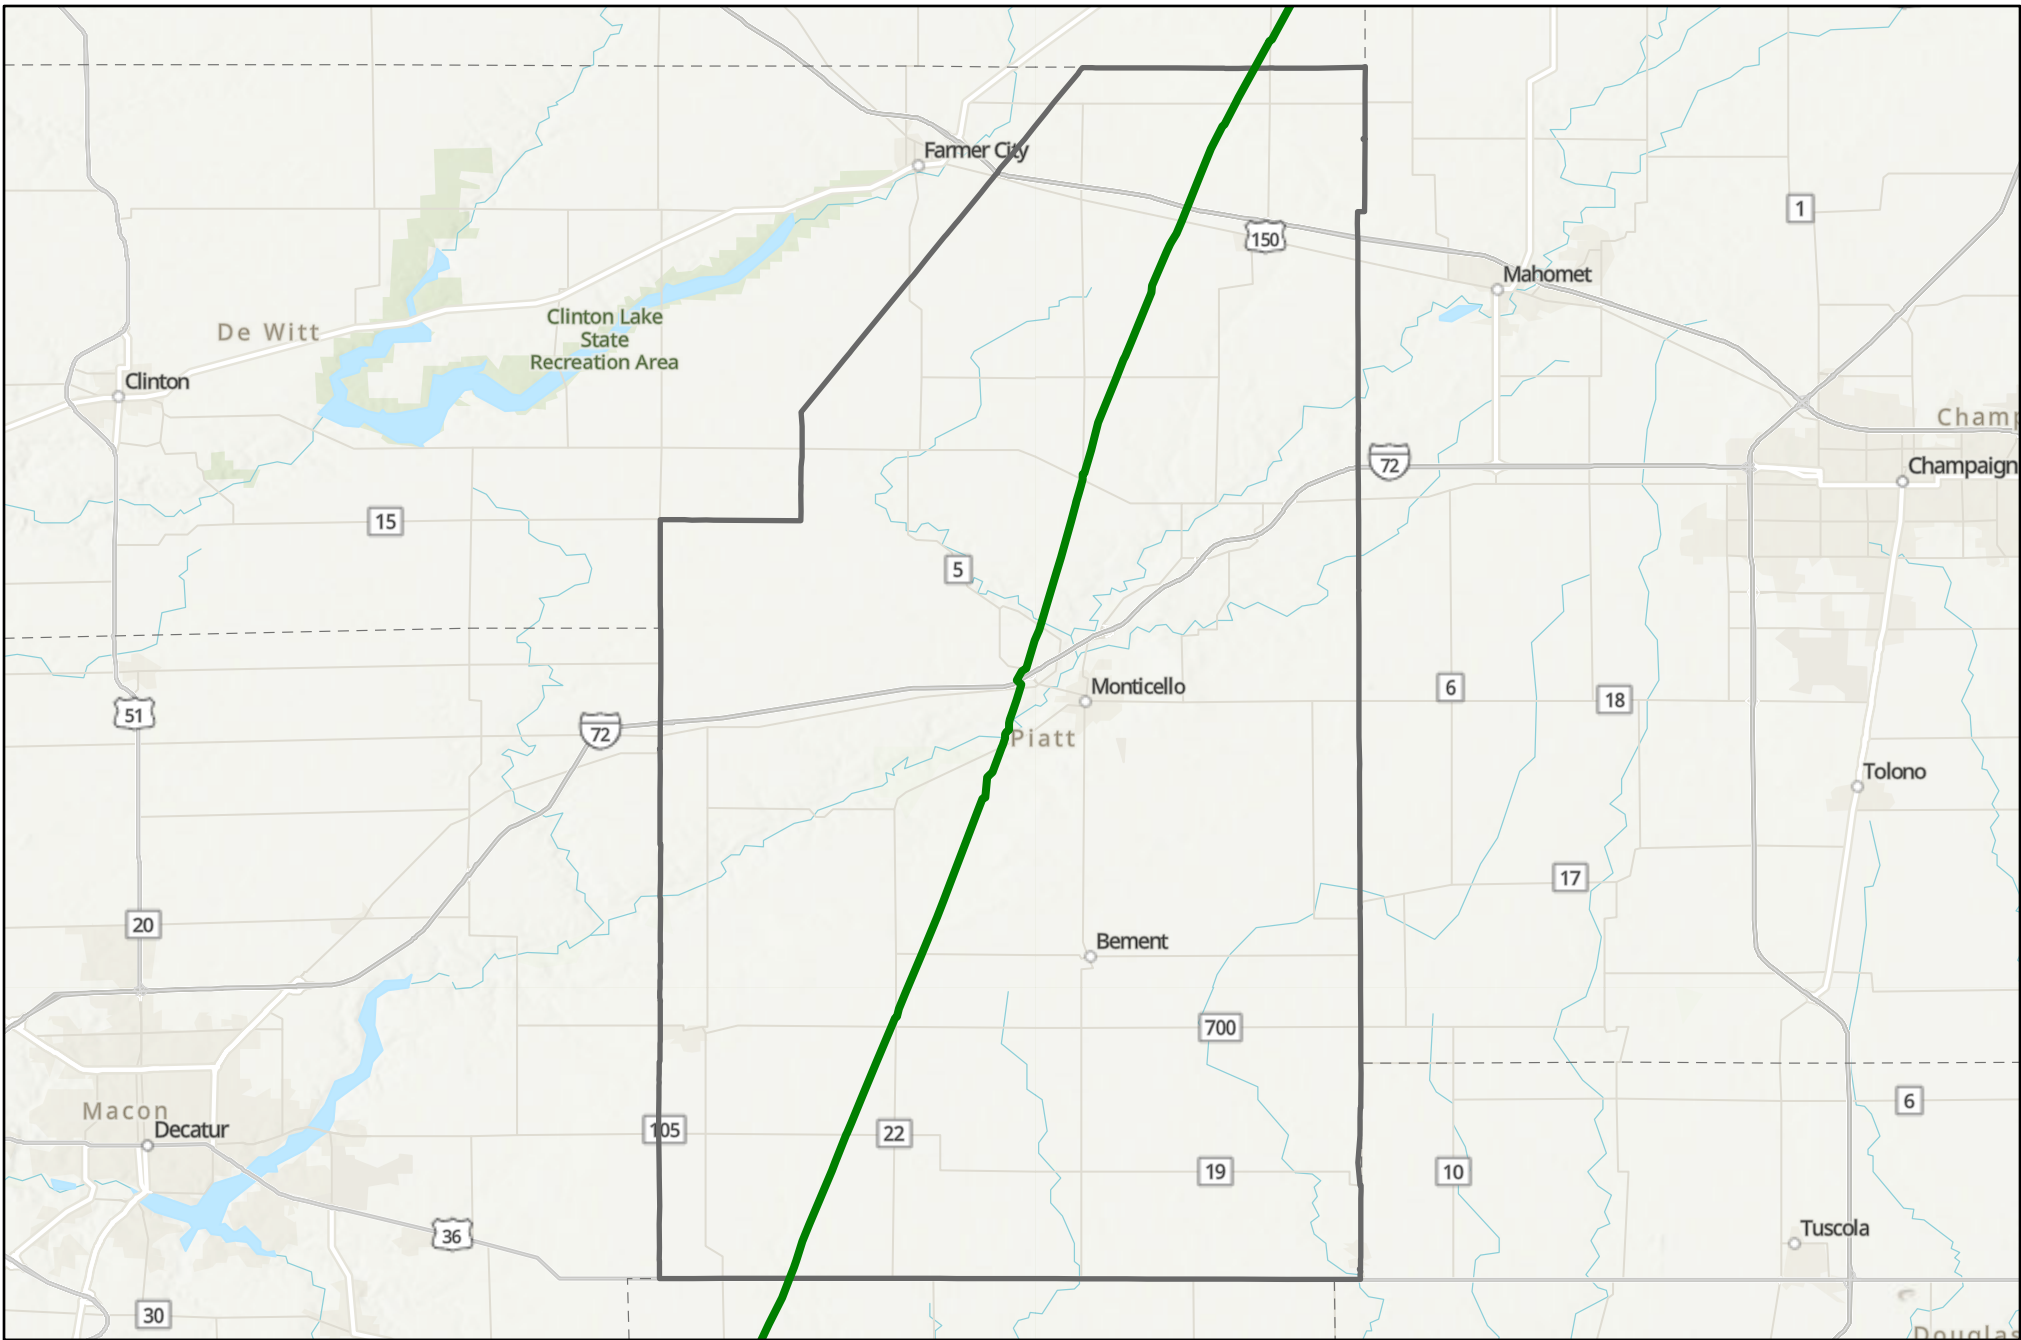 Farmer City
1
150
Mahomet
De Witt
Clinton Lake
State
Recreation Area
Clinton
Champ
72
Champaign
15
5
Monticello
6
18
51
72
Piatt
Tolono
17
20
Bement
700
Macon
Decatur
105
22
6
19
10
36
Tuscola
30
Douglas